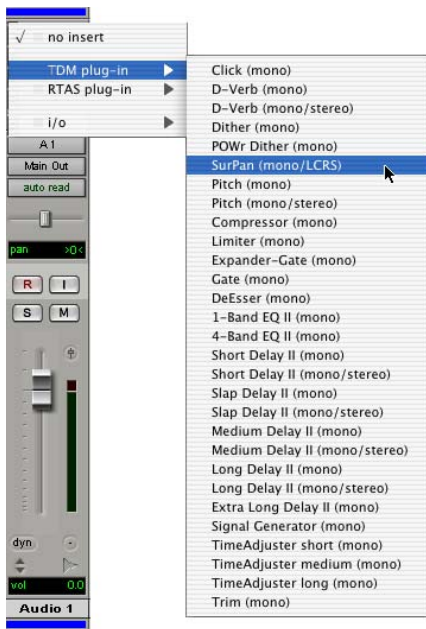 √ no insert
TDM plug-in
RTAS plug-in
i/o
A 1
Main Out
auto read
pan >0<
R I
S M
dyn
vol 0.0
Audio 1
Click (mono)
D-Verb (mono)
D-Verb (mono/stereo)
Dither (mono)
POWr Dither (mono)
SurPan (mono/LCRS)
Pitch (mono)
Pitch (mono/stereo)
Compressor (mono)
Limiter (mono)
Expander-Gate (mono)
Gate (mono)
DeEsser (mono)
1-Band EQ II (mono)
4-Band EQ II (mono)
Short Delay II (mono)
Short Delay II (mono/stereo)
Slap Delay II (mono)
Slap Delay II (mono/stereo)
Medium Delay II (mono)
Medium Delay II (mono/stereo)
Long Delay II (mono)
Long Delay II (mono/stereo)
Extra Long Delay II (mono)
Signal Generator (mono)
TimeAdjuster short (mono)
TimeAdjuster medium (mono)
TimeAdjuster long (mono)
Trim (mono)